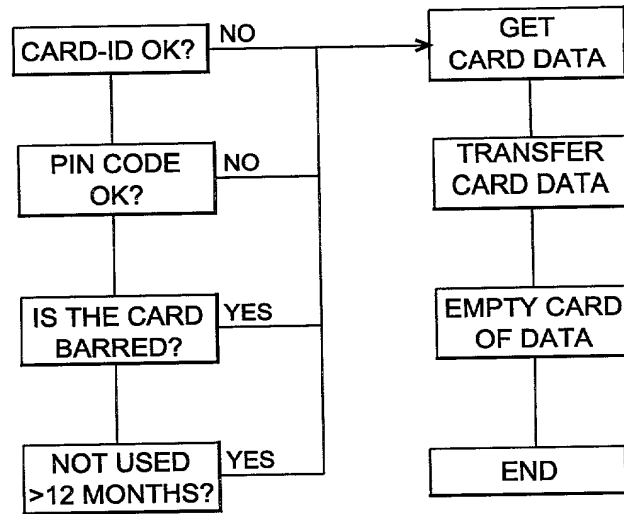 CARD-ID OK?
NO
PIN CODE
OK?
NO
IS THE CARD
BARRED?
YES
NOT USED
>12 MONTHS?
YES
GET
CARD DATA
TRANSFER
CARD DATA
EMPTY CARD
OF DATA
END